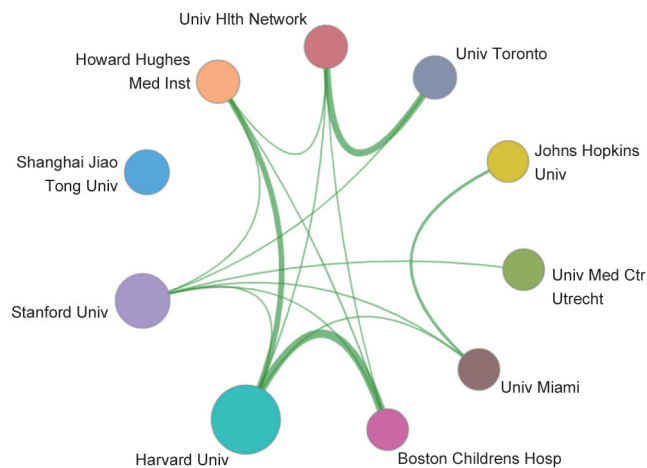 Univ Hlth Network
Howard Hughes
Med Inst
Univ Toronto
Shanghai Jiao
Tong Univ
Johns Hopkins
Univ
Stanford Univ
Univ Med Ctr
Utrecht
Univ Miami
Harvard Univ
Boston Childrens Hosp